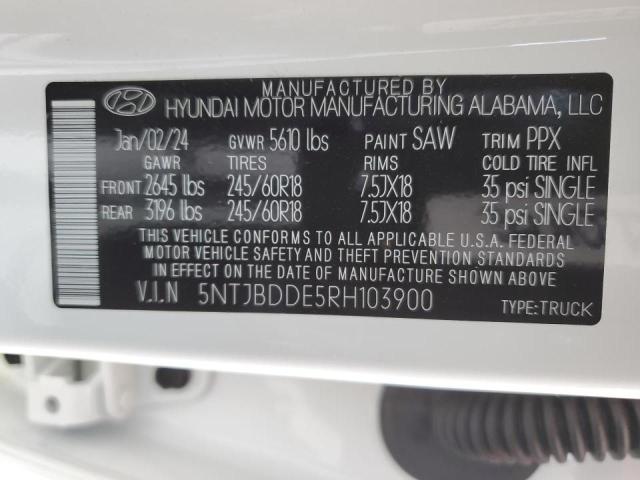 MANUFACTURED BY
HYUNDAI MOTOR MANUFACTURING ALABAMA, LLC
Jan/02/24 GVWR 5610 lbs PAINT SAW TRIM PPX
GAWR TIRES RIMS COLD TIRE INFL
FRONT 2645 lbs 245/60R18 7.5JX18 35 psi SINGLE
REAR 3196 lbs 245/60R18 7.5JX18 35 psi SINGLE
THIS VEHICLE CONFORMS TO ALL APPLICABLE U.S.A. FEDERAL
MOTOR VEHICLE SAFETY AND THEFT PREVENTION STANDARDS
IN EFFECT ON THE DATE OF MANUFACTURE SHOWN ABOVE
V.I.N 5NTJBDDE5RH103900 TYPE:TRUCK